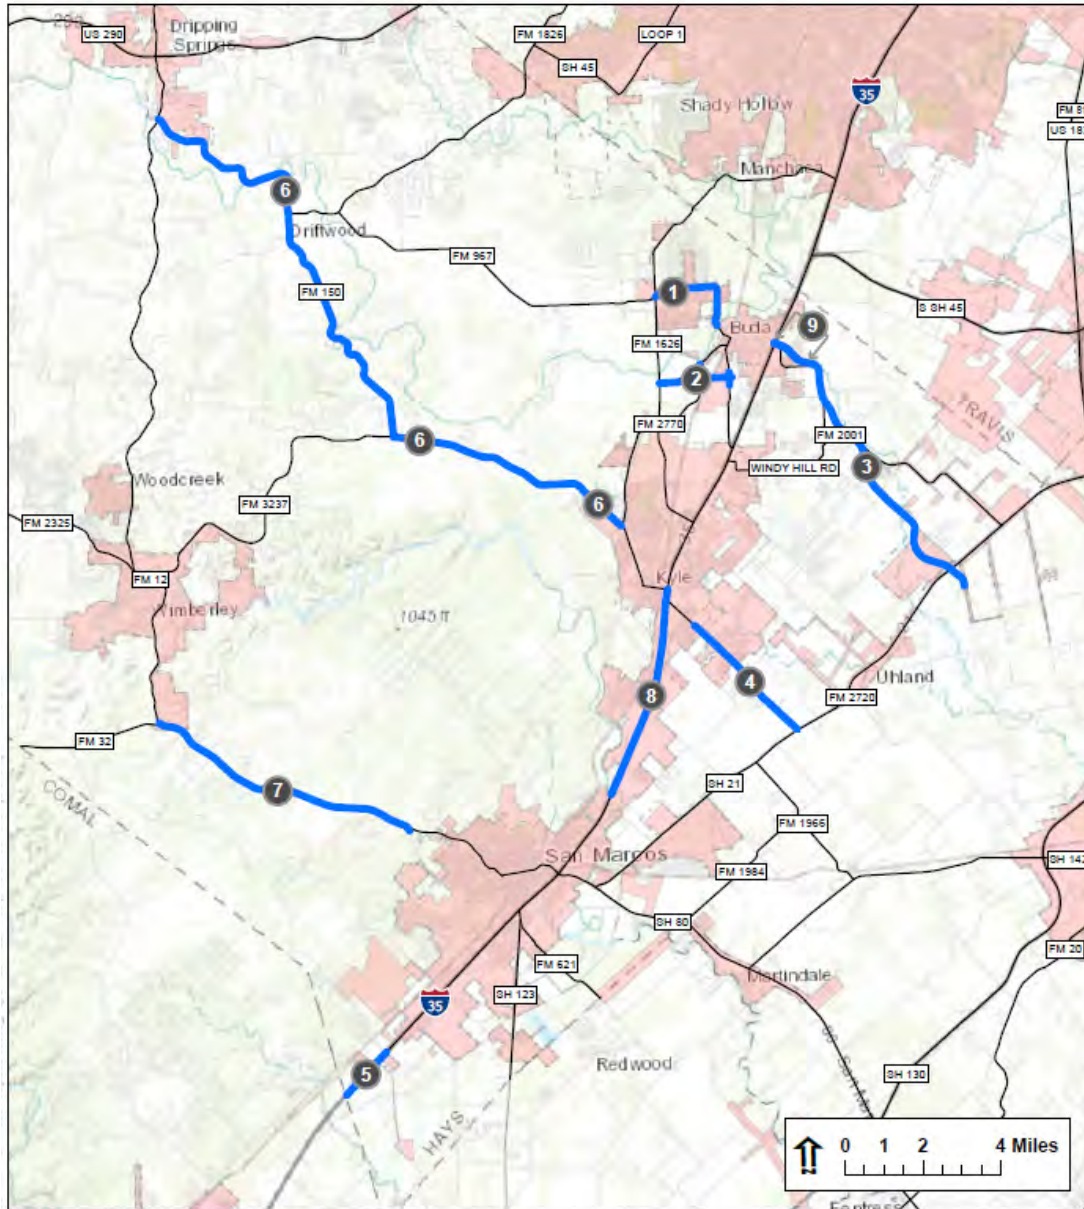 290
US 290
Dripping
Springs
FM 1826
LOOP 1
SH 45
35
Shady Hollow
Manchaca
6
Driftwood
FM 967
FM 150
1
Buda
9
S SH 45
FM 1626
2
FM 2770
TRAVIS
FM 2001
WINDY HILL RD
3
6
Woodcreek
FM 3237
6
FM 2325
FM 12
Kyle
Wimberley
1045 ft
4
Uhland
8
FM 2720
FM 32
COMAL
7
SH 21
FM 1966
San Marcos
SH 142
FM 1984
SH 80
FM 20
FM 621
Martindale
SH 123
35
Redwood
5
SH 130
HAYS
0 1 2 4 Miles